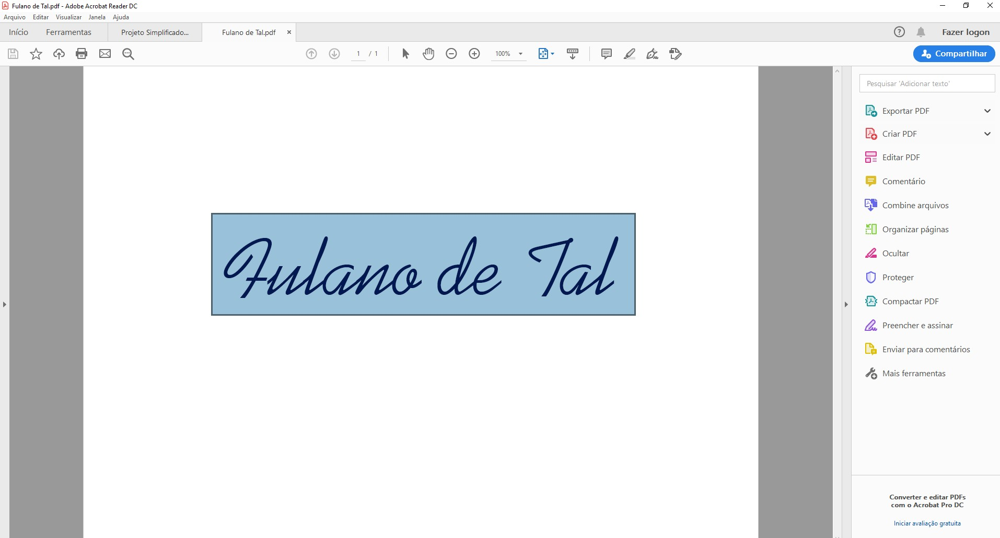 Fulano de Tal.pdf - Adobe Acrobat Reader DC
Arquivo Editar Visualizar Janela Ajuda
Início Ferramentas Projeto Simplificado... Fulano de Tal.pdf × ? Fazer logon
1 / 1 100% Compartilhar
Pesquisar 'Adicionar texto'
Exportar PDF
Criar PDF
Editar PDF
Comentário
Combine arquivos
Organizar páginas
Ocultar
Proteger
Compactar PDF
Preencher e assinar
Enviar para comentários
Mais ferramentas
Fulano de Tal
Converter e editar PDFs
com o Acrobat Pro DC
Iniciar avaliação gratuita